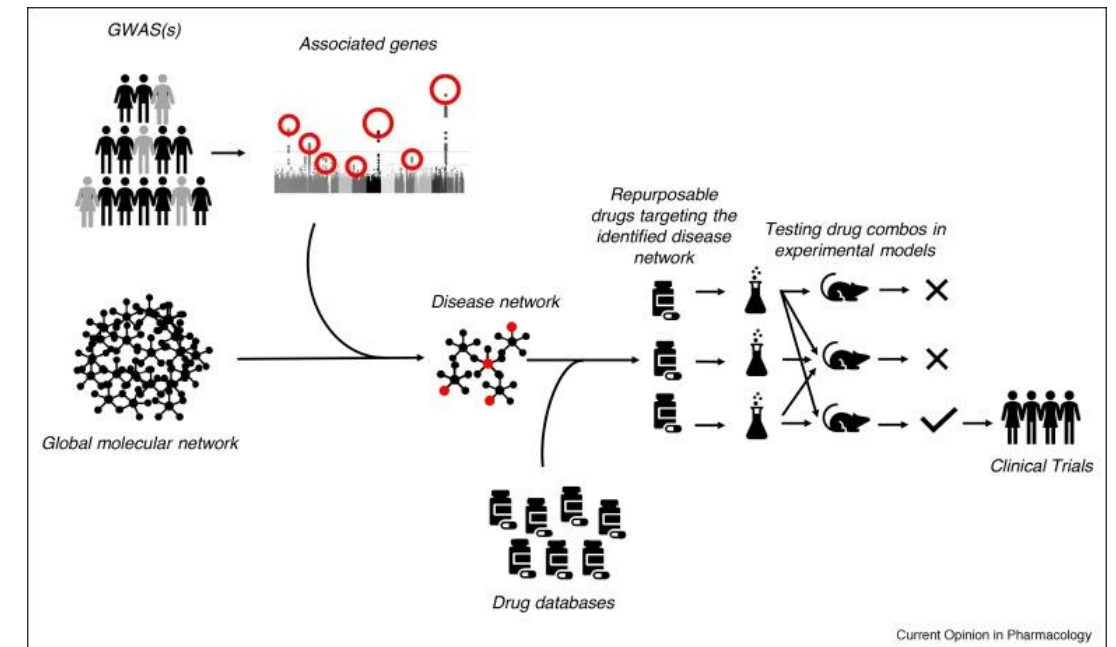 GWAS(s)
Associated genes
Repurposable
drugs targeting the
identified disease
network
Testing drug combos in
experimental models
Disease network
Global molecular network
Clinical Trials
Drug databases
Current Opinion in Pharmacology